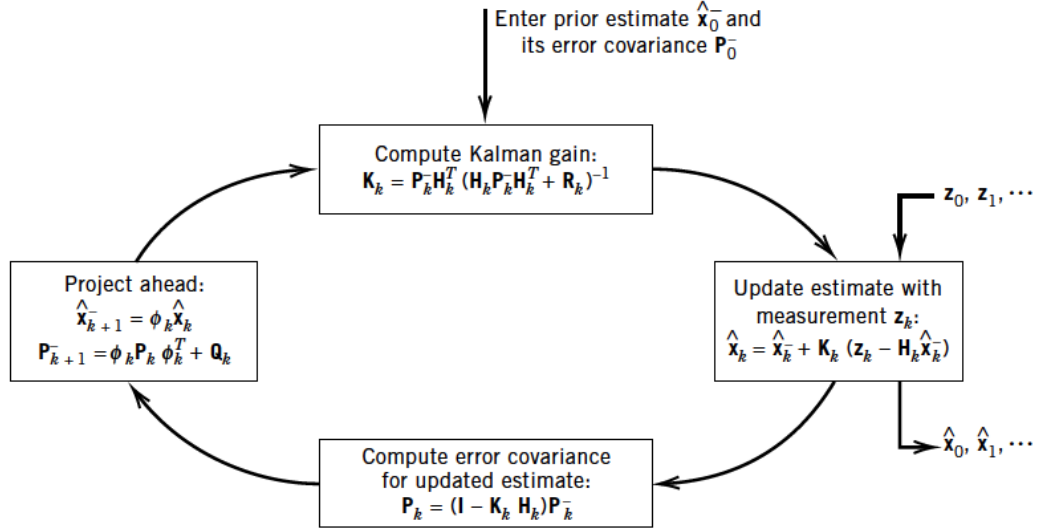 Enter prior estimate x̂₀⁻ and
its error covariance P₀⁻
Compute Kalman gain:
Kₖ = Pₖ⁻Hₖᵀ (HₖPₖ⁻Hₖᵀ + Rₖ)⁻¹
z₀, z₁, ⋯
Project ahead:
x̂⁻ₖ₊₁ = ϕₖx̂ₖ
P⁻ₖ₊₁ = ϕₖPₖ ϕₖᵀ + Qₖ
Update estimate with
measurement zₖ:
x̂ₖ = x̂ₖ⁻ + Kₖ (zₖ – Hₖx̂ₖ⁻)
x̂₀, x̂₁, ⋯
Compute error covariance
for updated estimate:
Pₖ = (I – Kₖ Hₖ)Pₖ⁻